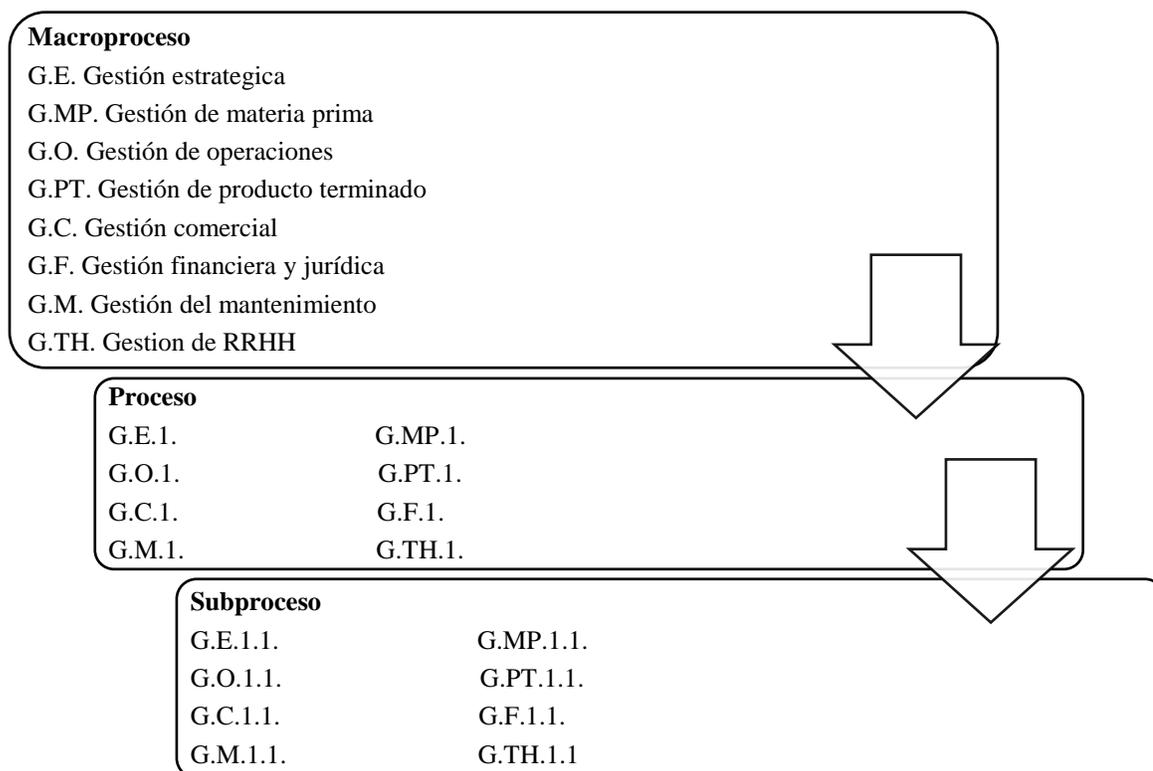 Macroproceso
G.E. Gestión estrategica
G.MP. Gestión de materia prima
G.O. Gestión de operaciones
G.PT. Gestión de producto terminado
G.C. Gestión comercial
G.F. Gestión financiera y jurídica
G.M. Gestión del mantenimiento
G.TH. Gestion de RRHH
Proceso
G.E.1. G.MP.1.
G.O.1. G.PT.1.
G.C.1. G.F.1.
G.M.1. G.TH.1.
Subproceso
G.E.1.1. G.MP.1.1.
G.O.1.1. G.PT.1.1.
G.C.1.1. G.F.1.1.
G.M.1.1. G.TH.1.1